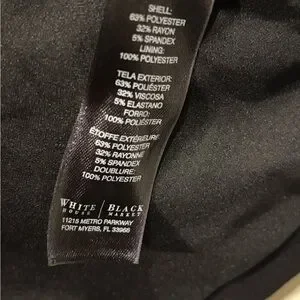 SHELL:
63% POLYESTER
32% RAYON
5% SPANDEX
LINING:
100% POLYESTER
TELA EXTERIOR:
63% POLIÉSTER
32% VISCOSA
5% ELASTANO
FORRO:
100% POLIÉSTER
ÉTOFFE EXTÉRIEURE
63% POLYESTER
32% RAYONNE
5% SPANDEX
DOUBLURE:
100% POLYESTER
WHITE | BLACK
HOUSE | MARKET
11215 METRO PARKWAY
FORT MYERS, FL 33966